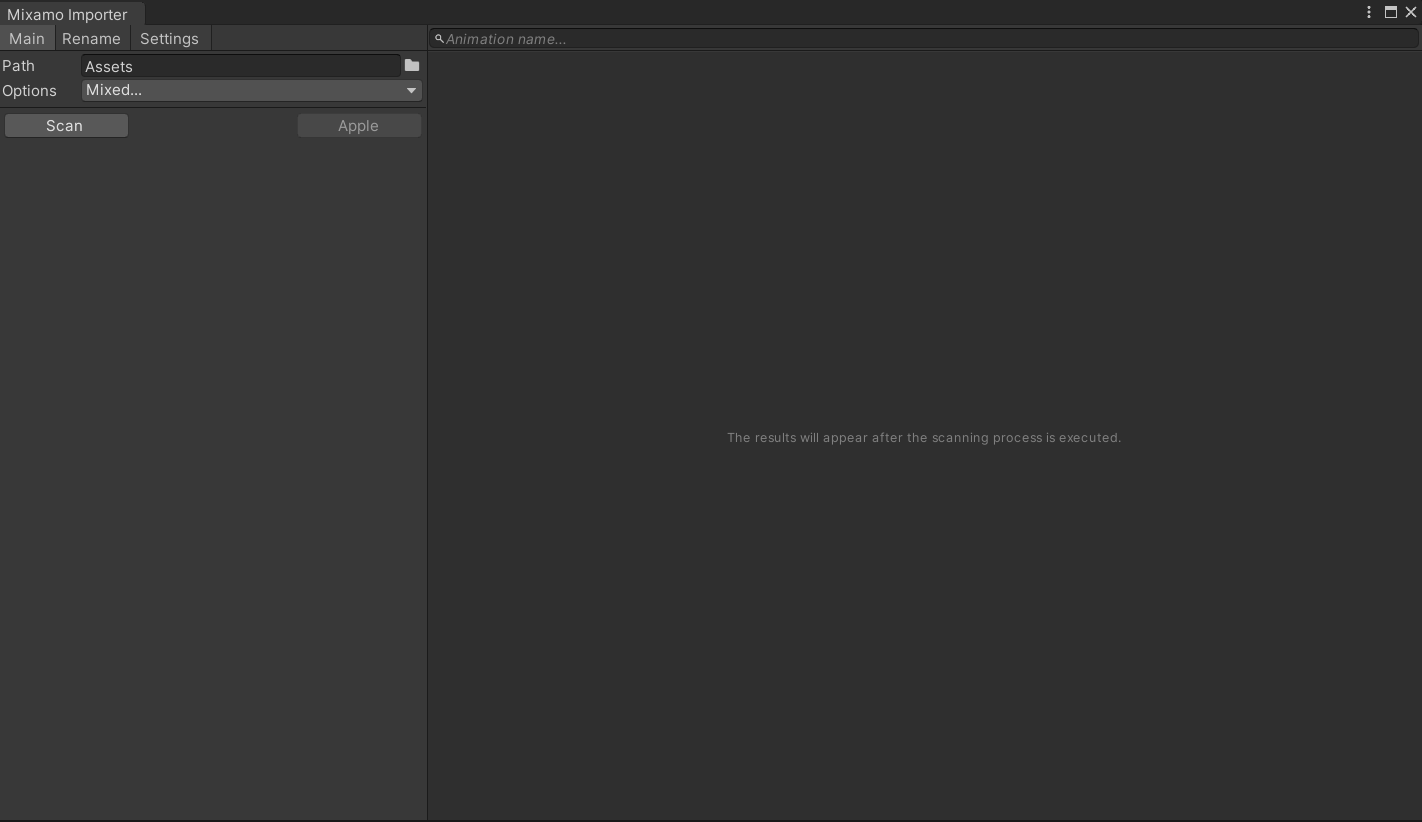 Mixamo Importer
Main Rename Settings
Animation name...
Path Assets
Options Mixed...
Scan Apple
The results will appear after the scanning process is executed.